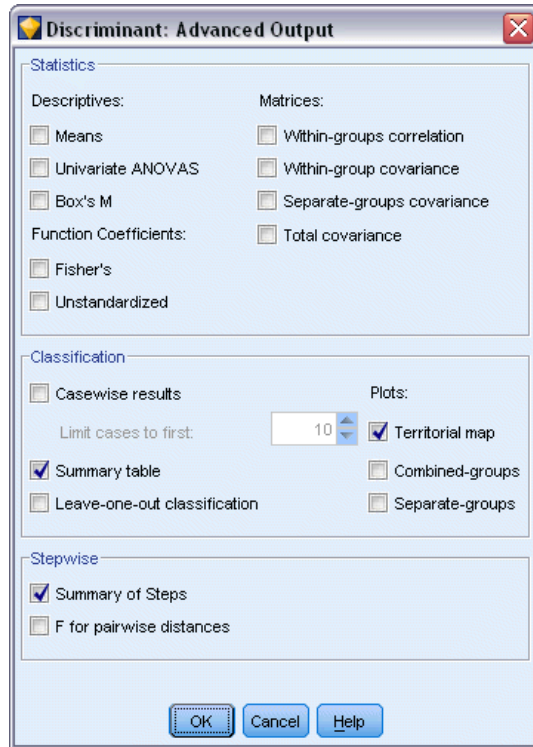 Discriminant: Advanced Output
Statistics
Descriptives:
Means
Univariate ANOVAS
Box's M
Function Coefficients:
Fisher's
Unstandardized
Matrices:
Within-groups correlation
Within-group covariance
Separate-groups covariance
Total covariance
Classification
Casewise results
Limit cases to first: 10
Summary table
Leave-one-out classification
Plots:
Territorial map
Combined-groups
Separate-groups
Stepwise
Summary of Steps
F for pairwise distances
OK Cancel Help